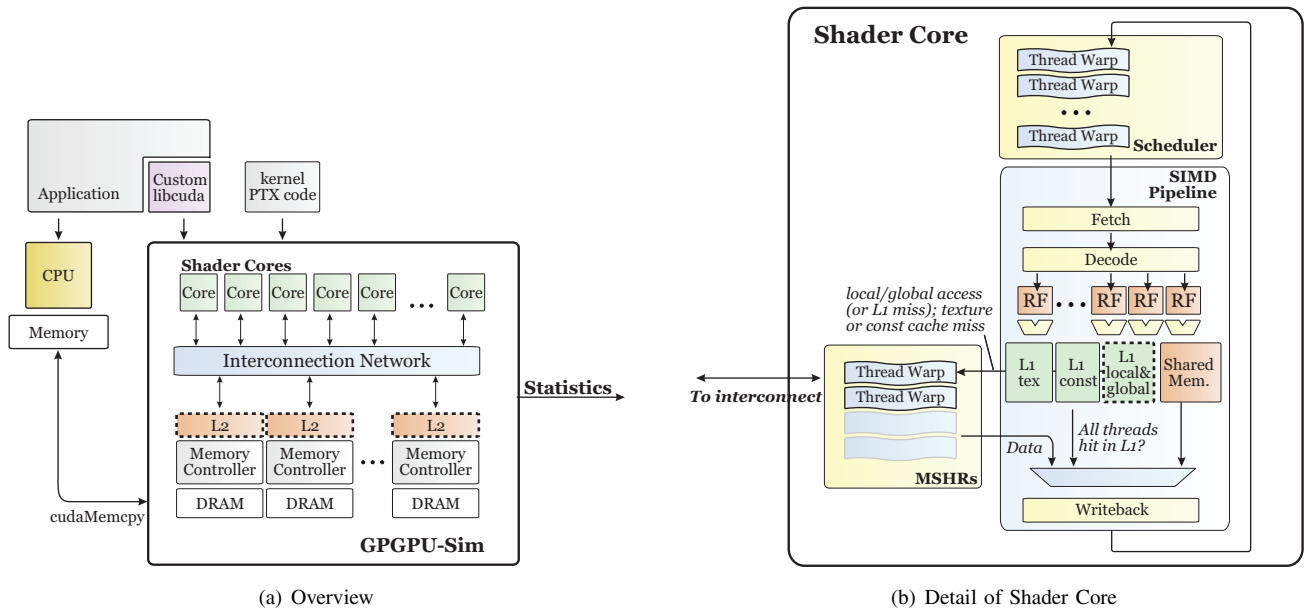 Application
Custom
libcuda
kernel
PTX code
CPU
Memory
cudaMemcpy
Shader Cores
Core
Core
Core
Core
Core
...
Core
Interconnection Network
L2
L2
L2
Memory
Controller
Memory
Controller
...
Memory
Controller
DRAM
DRAM
DRAM
GPGPU-Sim
Statistics
(a) Overview
Shader Core
Thread Warp
Thread Warp
...
Thread Warp
Scheduler
SIMD
Pipeline
Fetch
Decode
RF
...
RF
RF
RF
local/global access
(or L1 miss); texture
or const cache miss
L1
tex
L1
const
L1
local&
global
Shared
Mem.
Thread Warp
Thread Warp
To interconnect
MSHRs
Data
All threads
hit in L1?
Writeback
(b) Detail of Shader Core